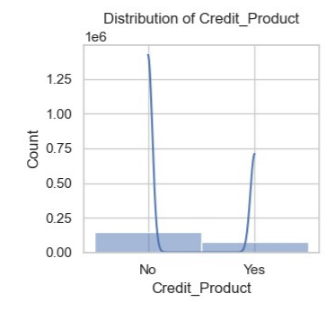 Distribution of Credit_Product
1e6
1.25
1.00
0.75
0.50
0.25
0.00
Count
No Yes
Credit_Product